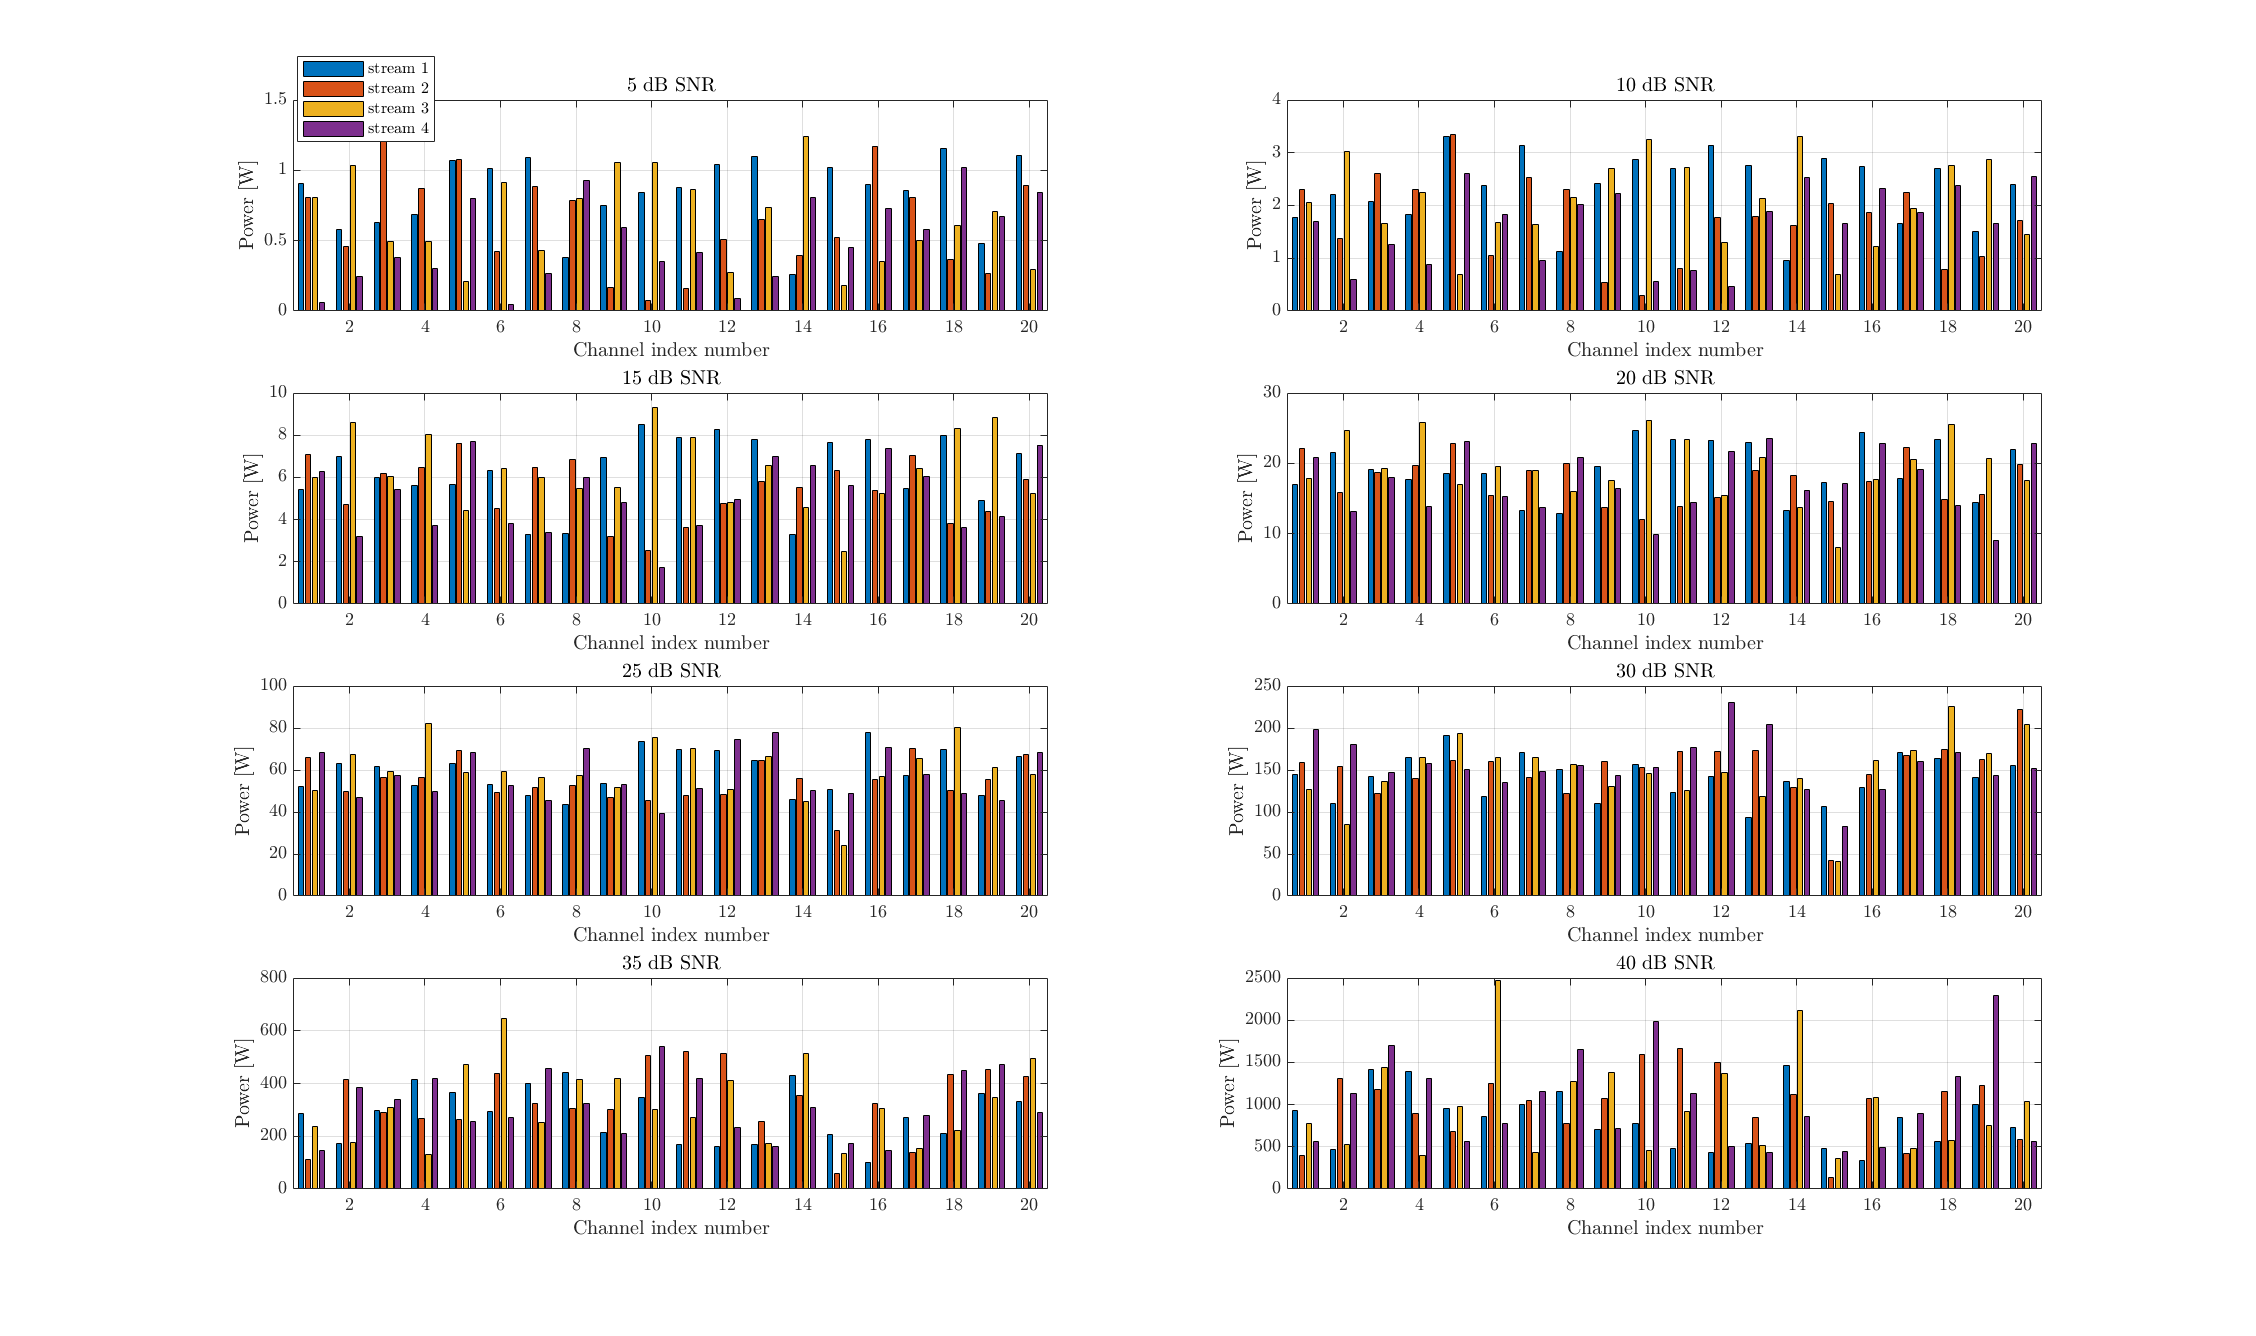 stream 1
stream 2
stream 3
stream 4
5 dB SNR
1.5
1
0.5
0
Power [W]
2 4 6 8 10 12 14 16 18 20
Channel index number
10 dB SNR
4
3
2
1
0
Power [W]
2 4 6 8 10 12 14 16 18 20
Channel index number
15 dB SNR
10
8
6
4
2
0
Power [W]
2 4 6 8 10 12 14 16 18 20
Channel index number
20 dB SNR
30
20
10
0
Power [W]
2 4 6 8 10 12 14 16 18 20
Channel index number
25 dB SNR
100
80
60
40
20
0
Power [W]
2 4 6 8 10 12 14 16 18 20
Channel index number
30 dB SNR
250
200
150
100
50
0
Power [W]
2 4 6 8 10 12 14 16 18 20
Channel index number
35 dB SNR
800
600
400
200
0
Power [W]
2 4 6 8 10 12 14 16 18 20
Channel index number
40 dB SNR
2500
2000
1500
1000
500
0
Power [W]
2 4 6 8 10 12 14 16 18 20
Channel index number